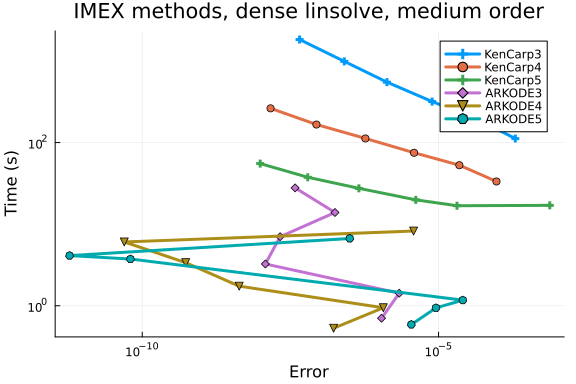 IMEX methods, dense linsolve, medium order
KenCarp3
KenCarp4
KenCarp5
ARKODE3
ARKODE4
ARKODE5
Time (s)
10²
10⁰
10⁻¹⁰
10⁻⁵
Error